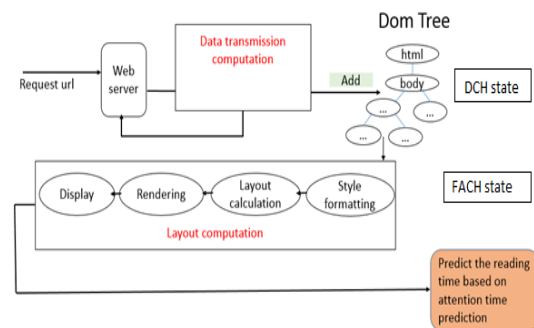 Dom Tree
Data transmission
computation
html
Web
server
Request url
Add
body
DCH state
...
...
...
...
FACH state
Display
Rendering
Layout
calculation
Style
formatting
Layout computation
Predict the reading
time based on
attention time
prediction